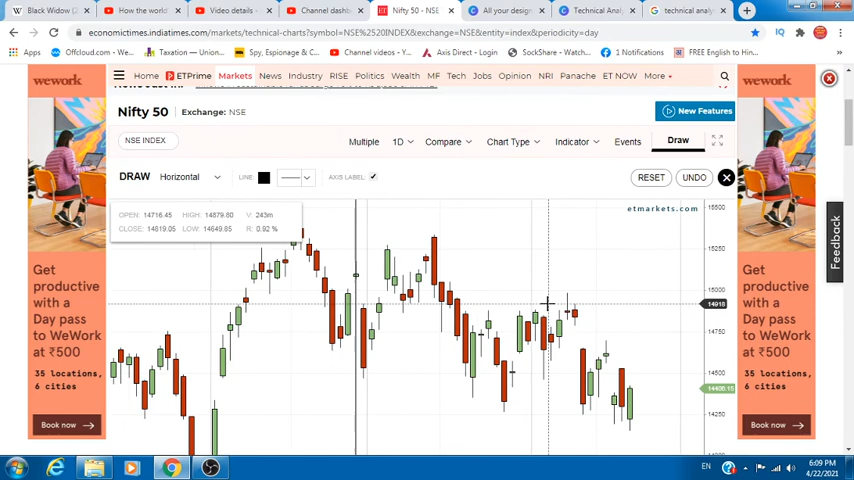 Black Widow (
How the world'
Video details -
Channel dashb
Nifty 50 - NSE
All your design
Technical Analy
technical analy
economictimes.indiatimes.com/markets/technical-charts?symbol=NSE%2520INDEX&exchange=NSE&entity=index&periodicity=day
IQ
Apps
Offcloud.com - We...
Taxation — Union...
Channel videos - Y...
Axis Direct - Login
SockShare - Watch...
1 Notifications
FREE English to Hin...
Home
ETPrime
Markets
News
Industry
RISE
Politics
Wealth
MF
Tech
Jobs
Opinion
NRI
Panache
ET NOW
More
wework
wework
Nifty 50 | Exchange: NSE
New Features
NSE INDEX
Multiple
1D
Compare
Chart Type
Indicator
Events
Draw
DRAW
Horizontal
LINE:
AXIS LABEL:
RESET
UNDO
OPEN: 14716.45 HIGH: 14879.80 V: 243m
CLOSE: 14819.05 LOW: 14649.85 R: 0.92 %
etmarkets.com
15500
15250
15000
14918
14750
14500
14406.15
14250
Feedback
Get
productive
with a
Day pass
to WeWork
at ₹500
35 locations,
6 cities
Book now
Get
productive
with a
Day pass
to WeWork
at ₹500
35 locations,
6 cities
Book now
EN
6:09 PM
4/22/2021